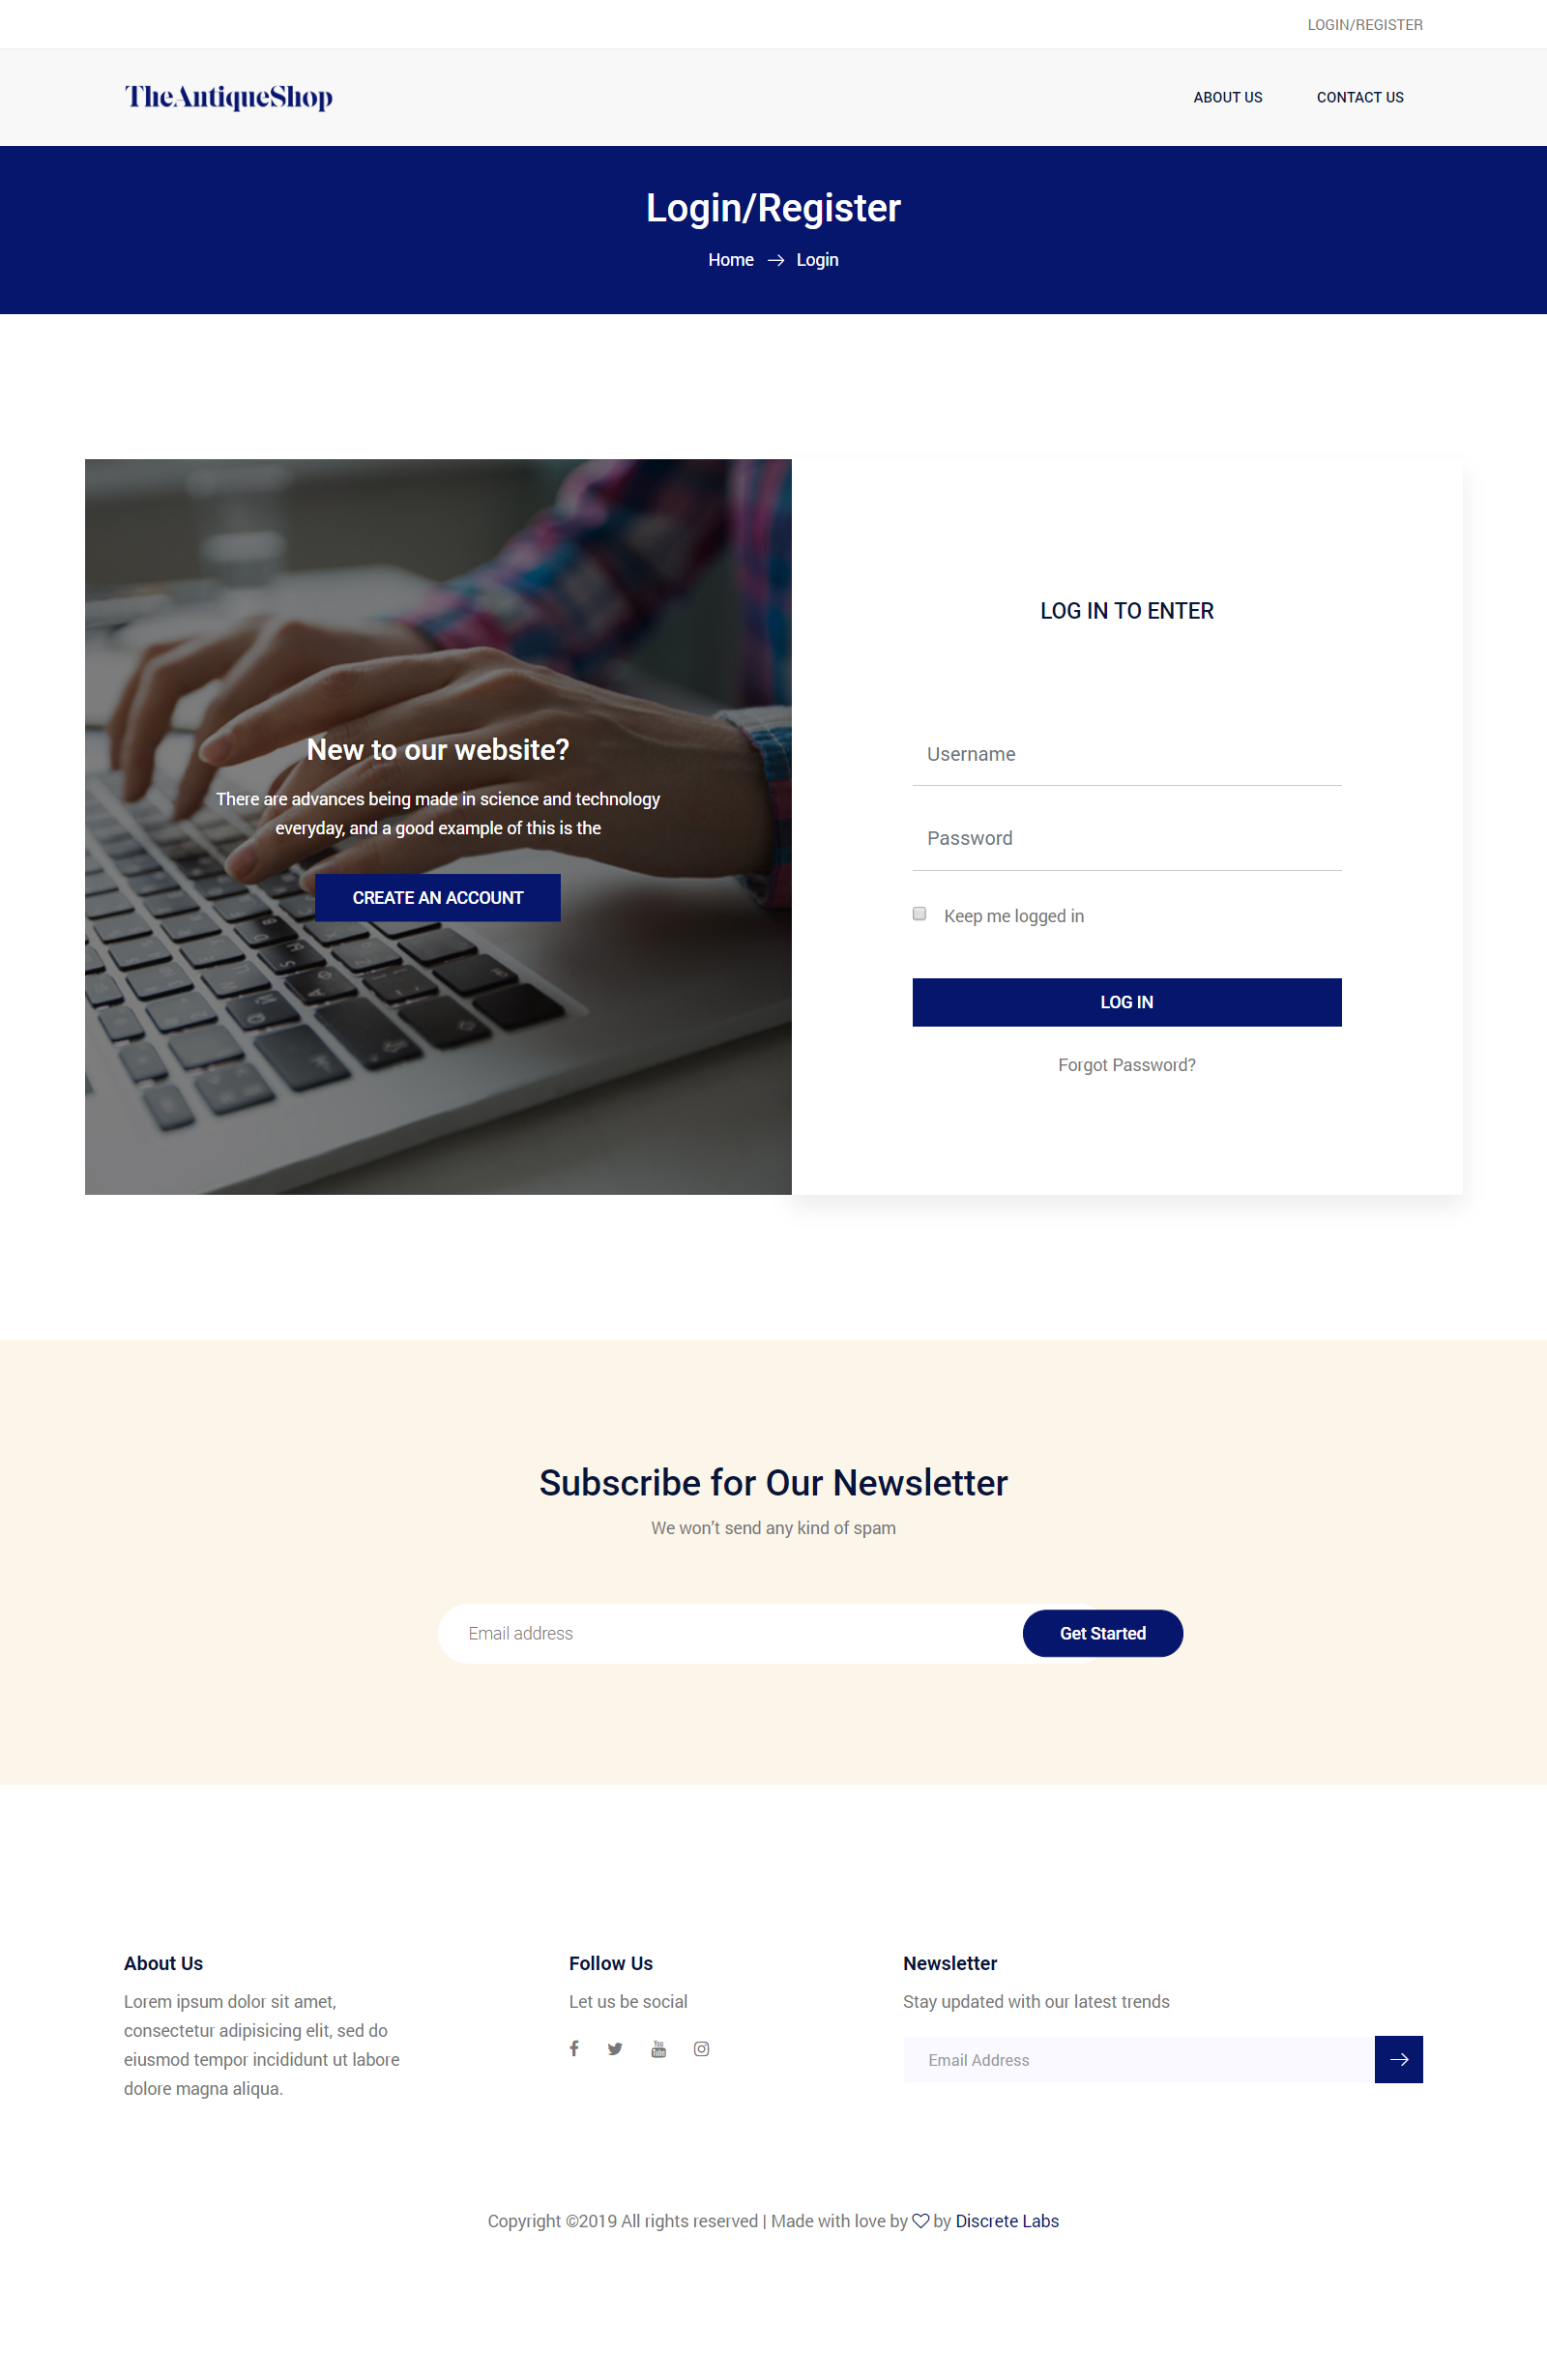 LOGIN/REGISTER
TheAntiqueShop
ABOUT US
CONTACT US
Login/Register
Home → Login
New to our website?
There are advances being made in science and technology
everyday, and a good example of this is the
CREATE AN ACCOUNT
LOG IN TO ENTER
Username
Password
Keep me logged in
LOG IN
Forgot Password?
Subscribe for Our Newsletter
We won’t send any kind of spam
Email address
Get Started
About Us
Lorem ipsum dolor sit amet,
consectetur adipisicing elit, sed do
eiusmod tempor incididunt ut labore
dolore magna aliqua.
Follow Us
Let us be social
Newsletter
Stay updated with our latest trends
Email Address
Copyright ©2019 All rights reserved | Made with love by ♡ by Discrete Labs